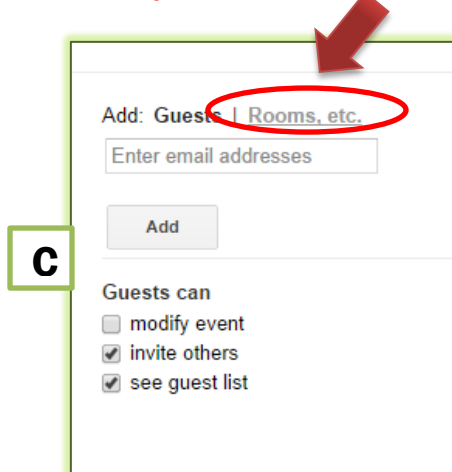 Add: Guests | Rooms, etc.
Enter email addresses
Add
C
Guests can
modify event
invite others
see guest list